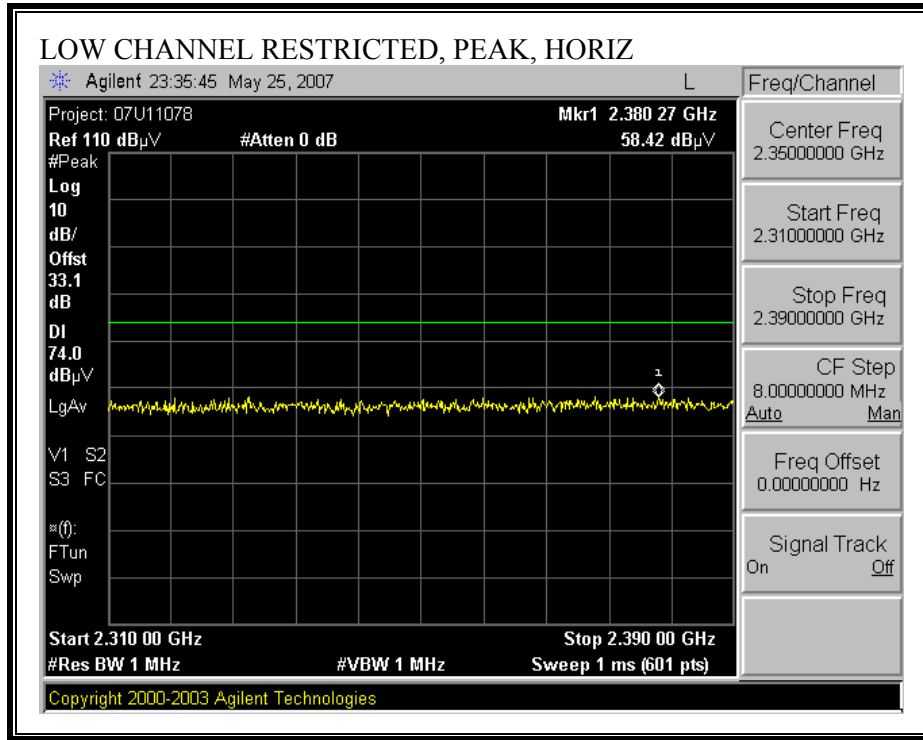 LOW CHANNEL RESTRICTED, PEAK, HORIZ
Agilent 23:35:45 May 25, 2007 L
Project: 07U11078 Mkr1 2.380 27 GHz
Ref 110 dBµV #Atten 0 dB 58.42 dBµV
#Peak
Log
10
dB/
Offst
33.1
dB
DI
74.0
dBµV
LgAv
V1 S2
S3 FC
¤(f):
FTun
Swp
1
Start 2.310 00 GHz Stop 2.390 00 GHz
#Res BW 1 MHz #VBW 1 MHz Sweep 1 ms (601 pts)
Copyright 2000-2003 Agilent Technologies
Freq/Channel
Center Freq
2.35000000 GHz
Start Freq
2.31000000 GHz
Stop Freq
2.39000000 GHz
CF Step
8.00000000 MHz
Auto Man
Freq Offset
0.00000000 Hz
Signal Track
On Off